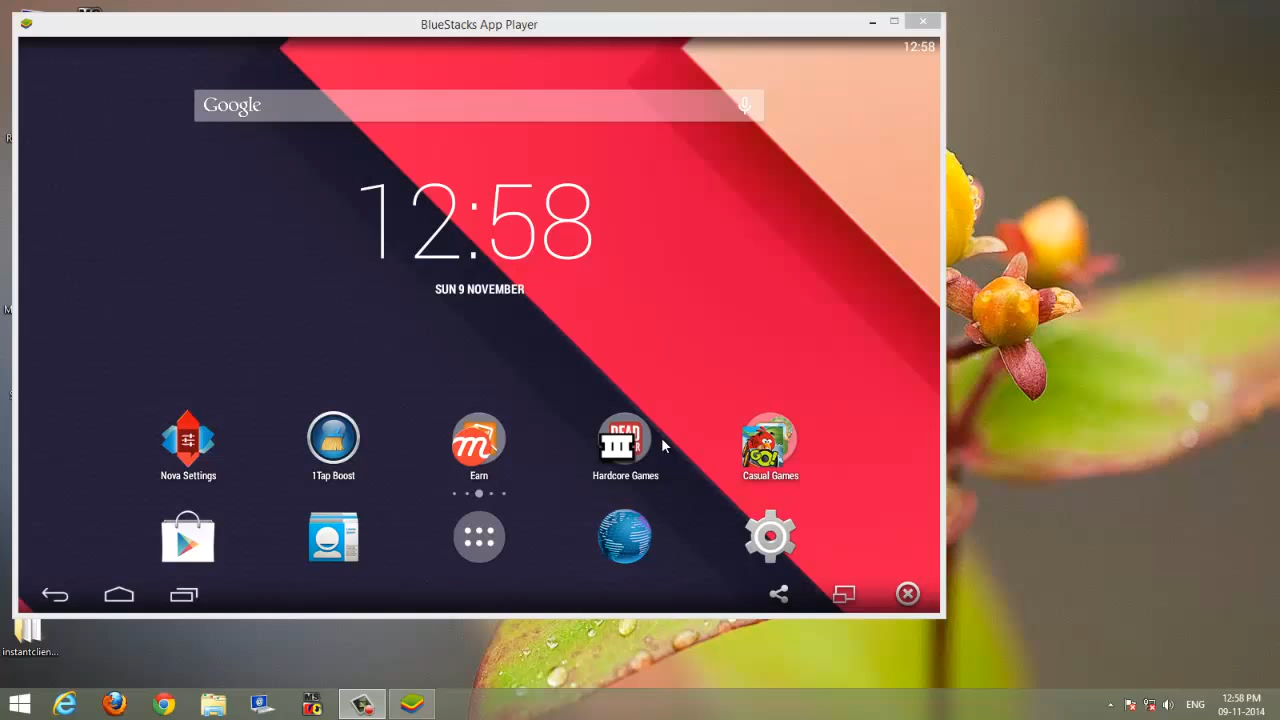 BlueStacks App Player
12:58
Google
12:58
SUN 9 NOVEMBER
Nova Settings
1Tap Boost
Earn
Hardcore Games
Casual Games
GO!
instantclien...
ENG
12:58 PM
09-11-2014